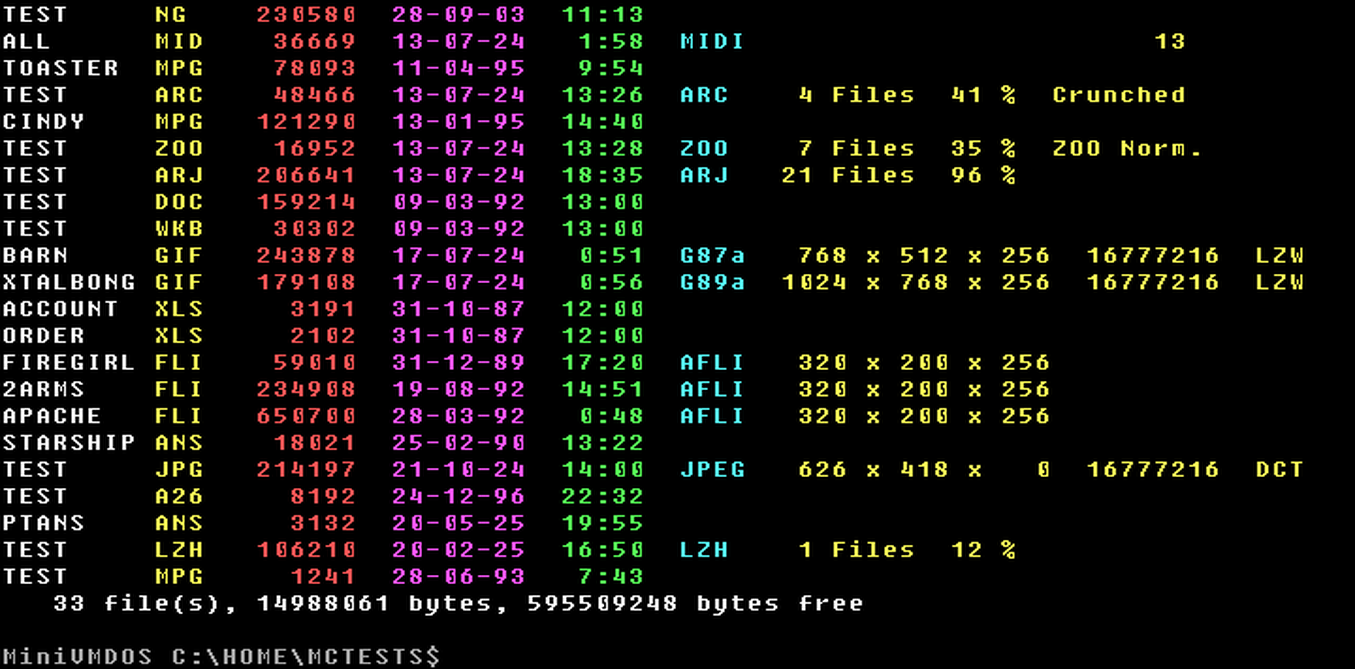 TEST NG 230580 28-09-03 11:13
ALL MID 36669 13-07-24 1:58 MIDI 13
TOASTER MPG 78093 11-04-95 9:54
TEST ARC 48466 13-07-24 13:26 ARC 4 Files 41 % Crunched
CINDY MPG 121290 13-01-95 14:40
TEST ZOO 16952 13-07-24 13:28 ZOO 7 Files 35 % ZOO Norm.
TEST ARJ 206641 13-07-24 18:35 ARJ 21 Files 96 %
TEST DOC 159214 09-03-92 13:00
TEST WKB 30302 09-03-92 13:00
BARN GIF 243878 17-07-24 0:51 G87a 768 x 512 x 256 16777216 LZW
XTALBONG GIF 179108 17-07-24 0:56 G89a 1024 x 768 x 256 16777216 LZW
ACCOUNT XLS 3191 31-10-87 12:00
ORDER XLS 2102 31-10-87 12:00
FIREGIRL FLI 59010 31-12-89 17:20 AFLI 320 x 200 x 256
2ARMS FLI 234908 19-08-92 14:51 AFLI 320 x 200 x 256
APACHE FLI 650700 28-03-92 0:48 AFLI 320 x 200 x 256
STARSHIP ANS 18021 25-02-90 13:22
TEST JPG 214197 21-10-24 14:00 JPEG 626 x 418 x 0 16777216 DCT
TEST A26 8192 24-12-96 22:32
PTANS ANS 3132 20-05-25 19:55
TEST LZH 106210 20-02-25 16:50 LZH 1 Files 12 %
TEST MPG 1241 28-06-93 7:43
33 file(s), 14988061 bytes, 595509248 bytes free
MiniVMDOS C:\HOME\MCTESTS$